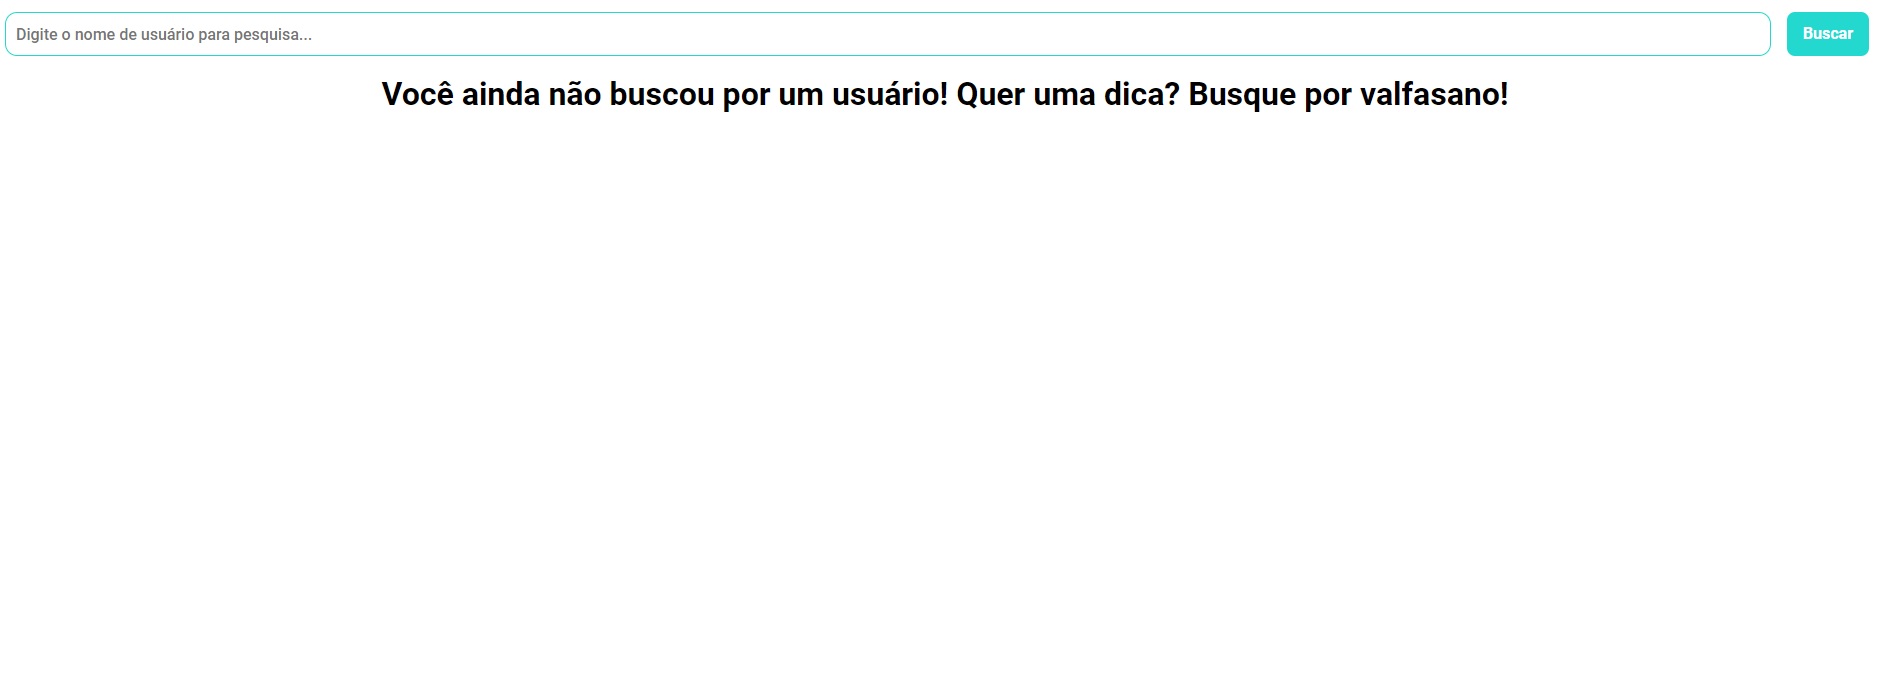 Digite o nome de usuário para pesquisa...
Buscar
Você ainda não buscou por um usuário! Quer uma dica? Busque por valfasano!